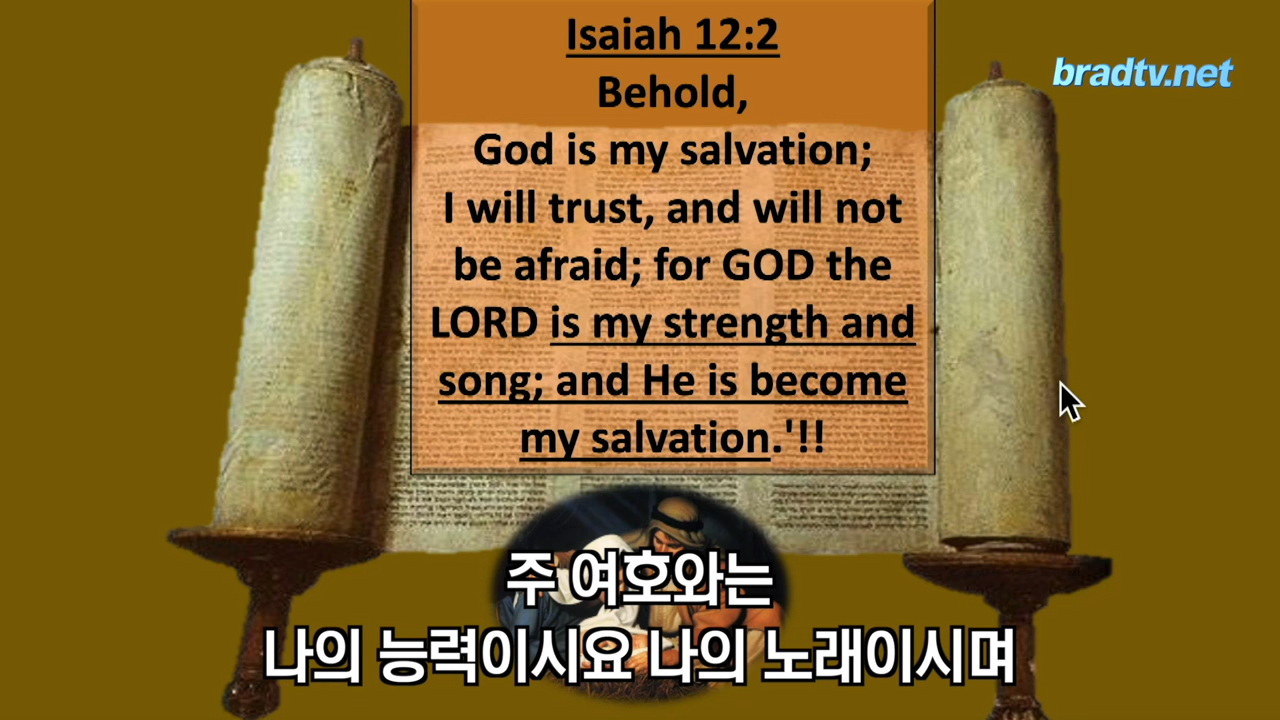 Isaiah 12:2
Behold,
God is my salvation;
I will trust, and will not
be afraid; for GOD the
LORD is my strength and
song; and He is become
my salvation.'!!
bradtv.net
주 여호와는
나의 능력이시요 나의 노래이시며